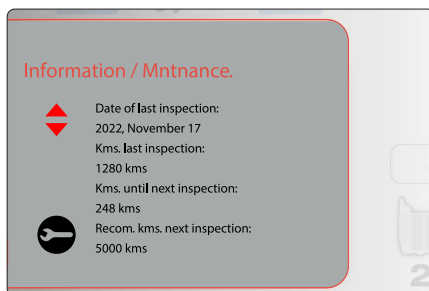 Information / Mntnance.
Date of last inspection:
2022, November 17
Kms. last inspection:
1280 kms
Kms. until next inspection:
248 kms
Recom. kms. next inspection:
5000 kms
2